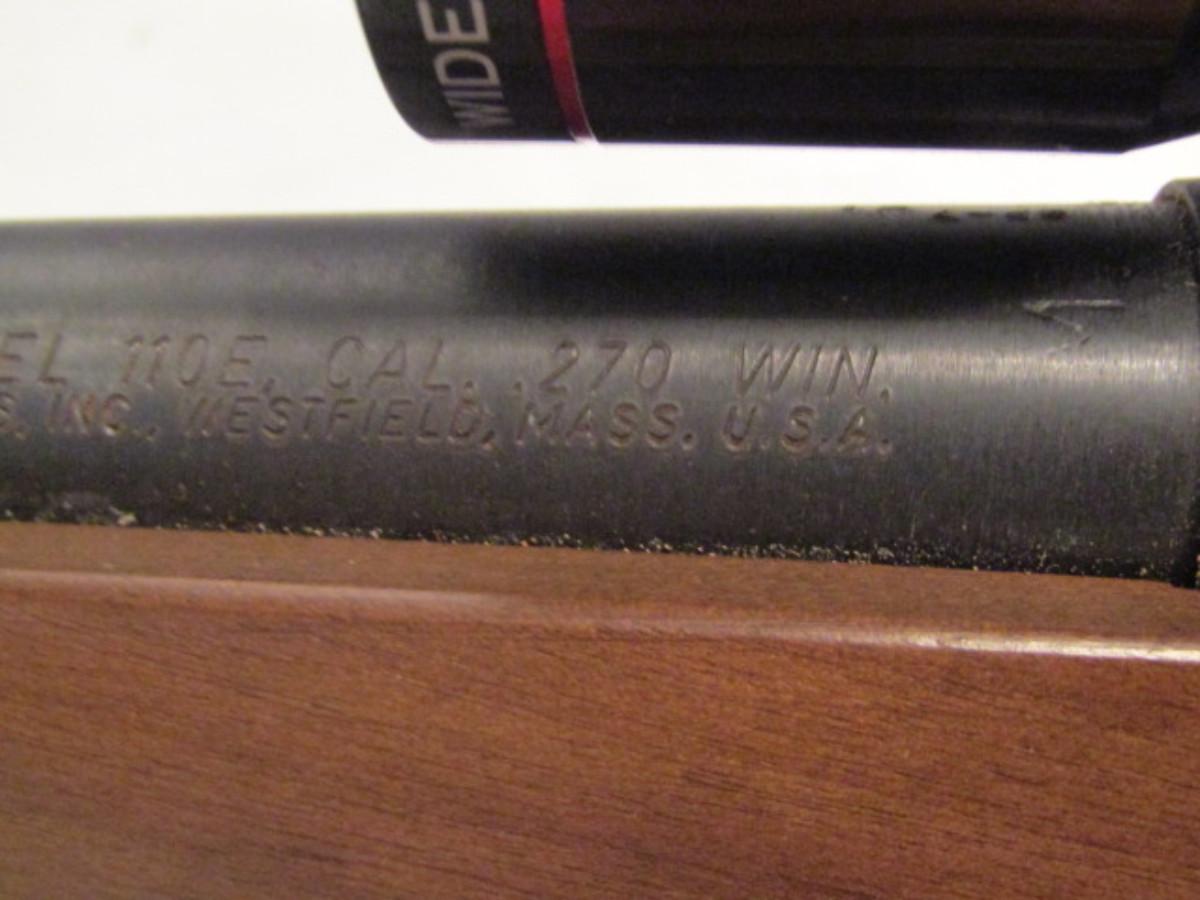 WIDE
EL 110E, CAL. .270 WIN.
S, INC., WESTFIELD, MASS. U.S.A.